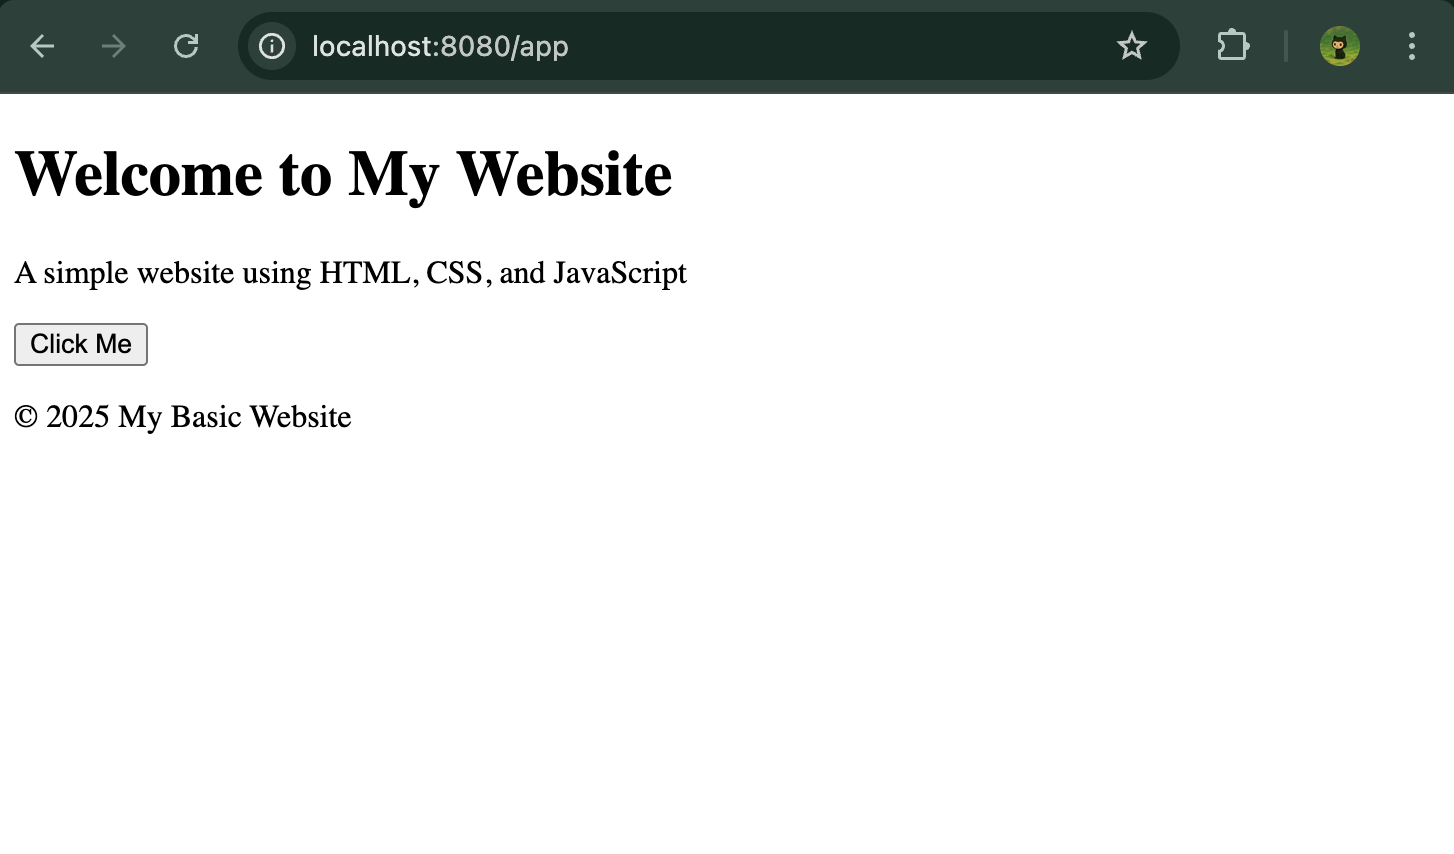 localhost:8080/app
Welcome to My Website
A simple website using HTML, CSS, and JavaScript
Click Me
© 2025 My Basic Website